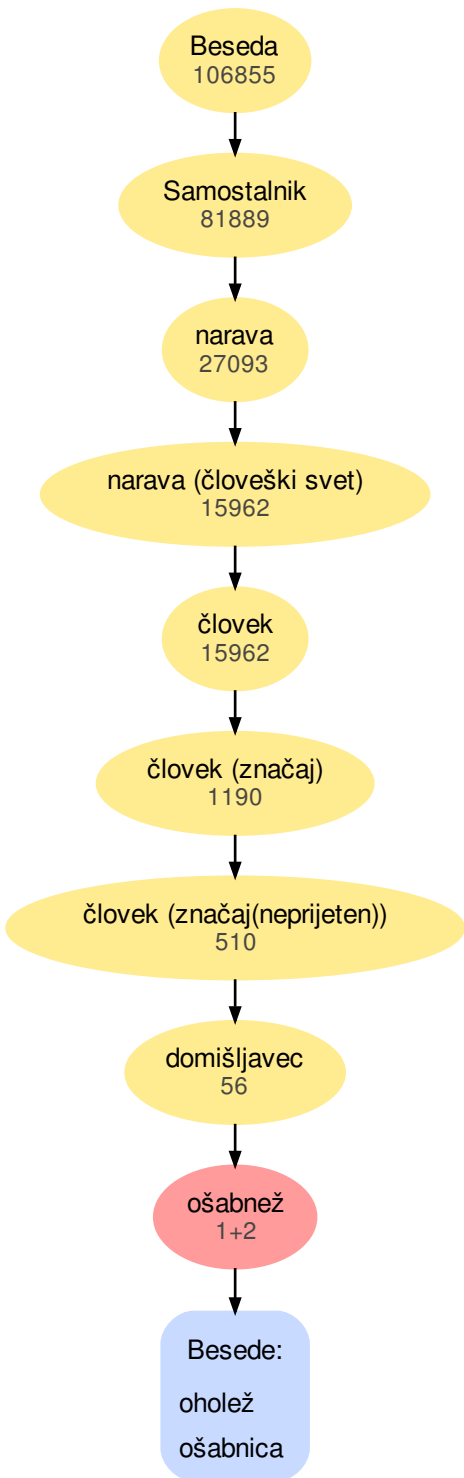 Beseda
106855
Samostalnik
81889
narava
27093
narava (človeški svet)
15962
človek
15962
človek (značaj)
1190
človek (značaj(neprijeten))
510
domišljavec
56
ošabnež
1+2
Besede:
oholež
ošabnica